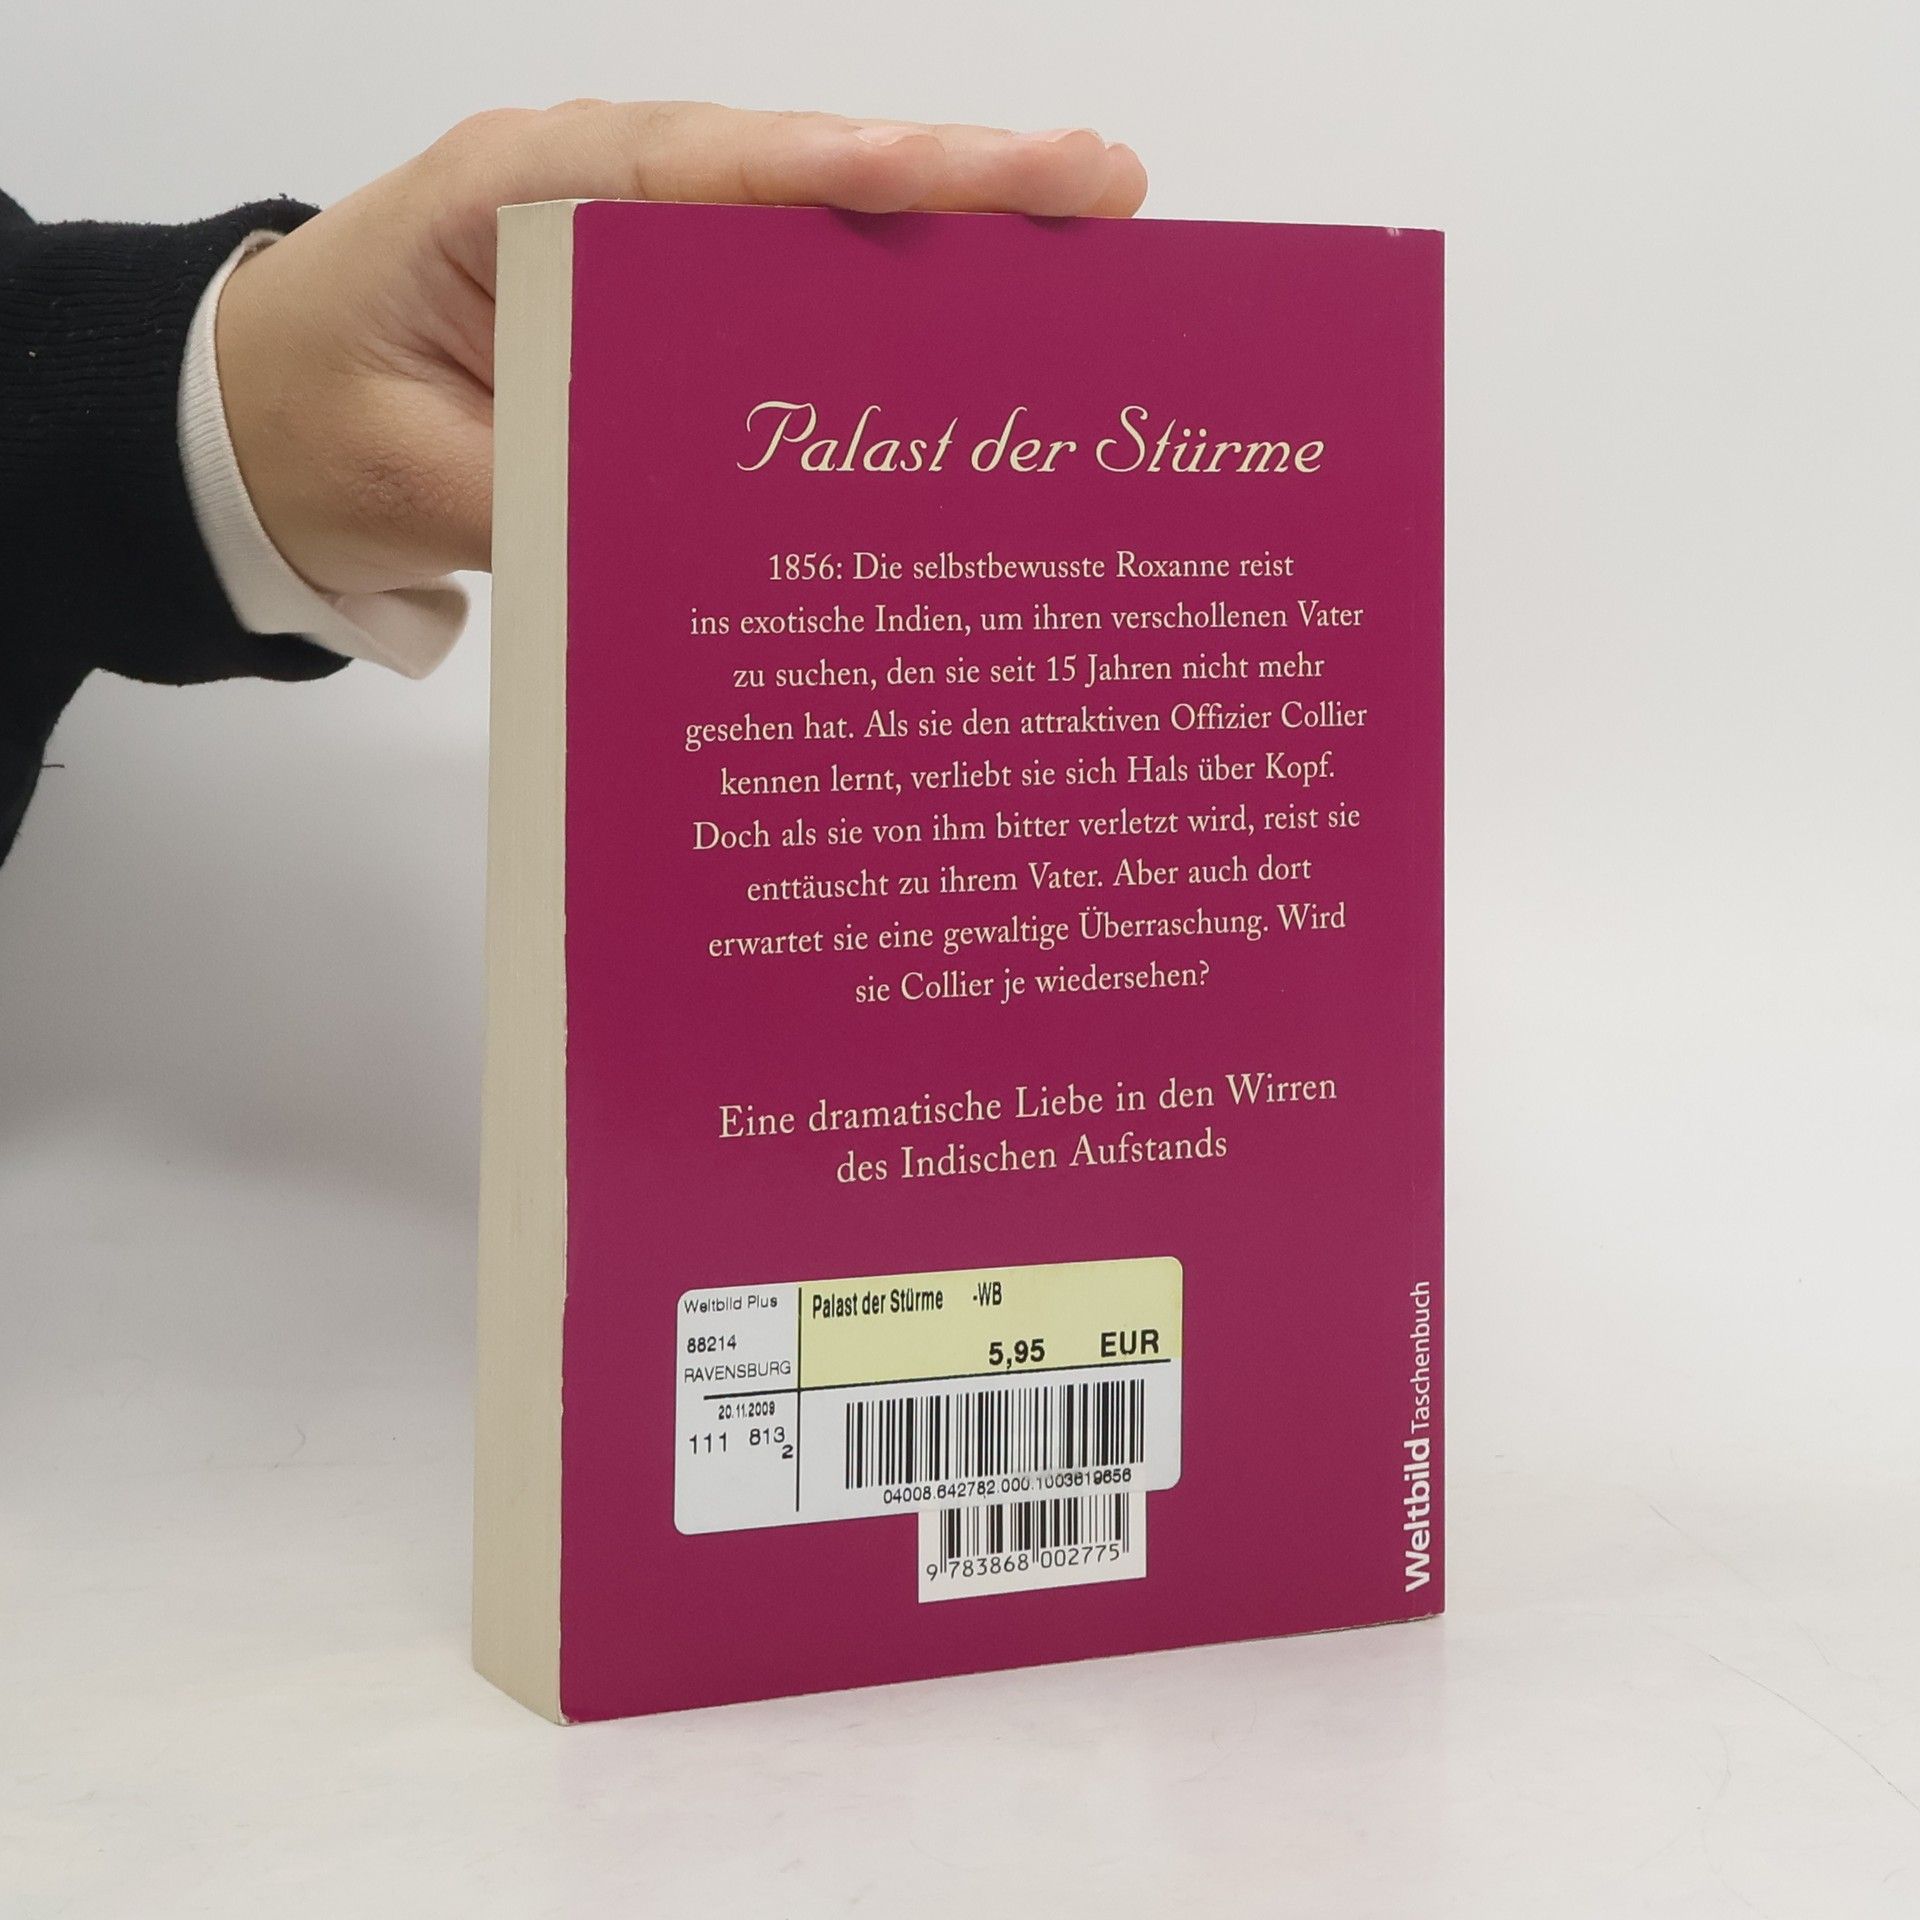 Palast der Stürme
1856: Die selbstbewusste Roxanne reist
ins exotische Indien, um ihren verschollenen Vater
zu suchen, den sie seit 15 Jahren nicht mehr
gesehen hat. Als sie den attraktiven Offizier Collier
kennen lernt, verliebt sie sich Hals über Kopf.
Doch als sie von ihm bitter verletzt wird, reist sie
enttäuscht zu ihrem Vater. Aber auch dort
erwartet sie eine gewaltige Überraschung. Wird
sie Collier je wiedersehen?
Eine dramatische Liebe in den Wirren
des Indischen Aufstands
Weltbild Plus
88214
RAVENSBURG
20.11.2009
111 813
2
Palast der Stürme -WB
5,95 EUR
04008.642782.000.1003619656
9 783868 002775
Weltbild Taschenbuch